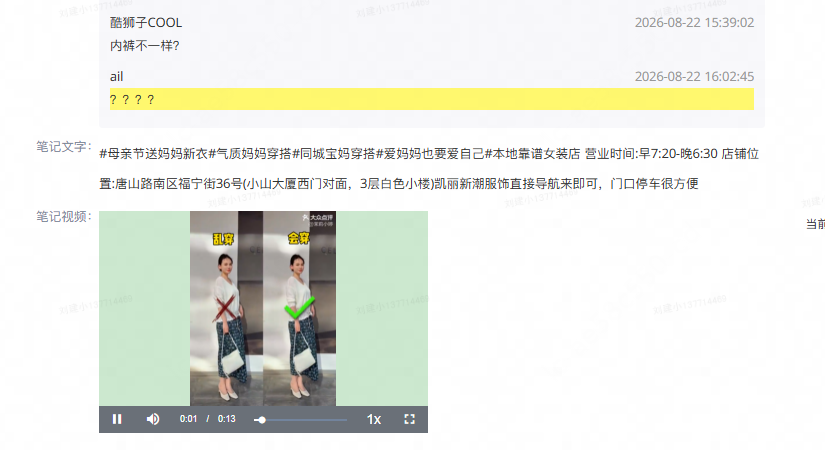 酷狮子COOL 2026-08-22 15:39:02
内裤不一样?
ail 2026-08-22 16:02:45
？？？？
笔记文字: #母亲节送妈妈新衣#气质妈妈穿搭#同城宝妈穿搭#爱妈妈也要爱自己#本地靠谱女装店 营业时间:早7:20-晚6:30 店铺位
置:唐山路南区福宁街36号(小山大厦西门对面，3层白色小楼)凯丽新潮服饰直接导航来即可，门口停车很方便
笔记视频:
当前
大众点评
乱穿 会穿
0:01 / 0:13 1x